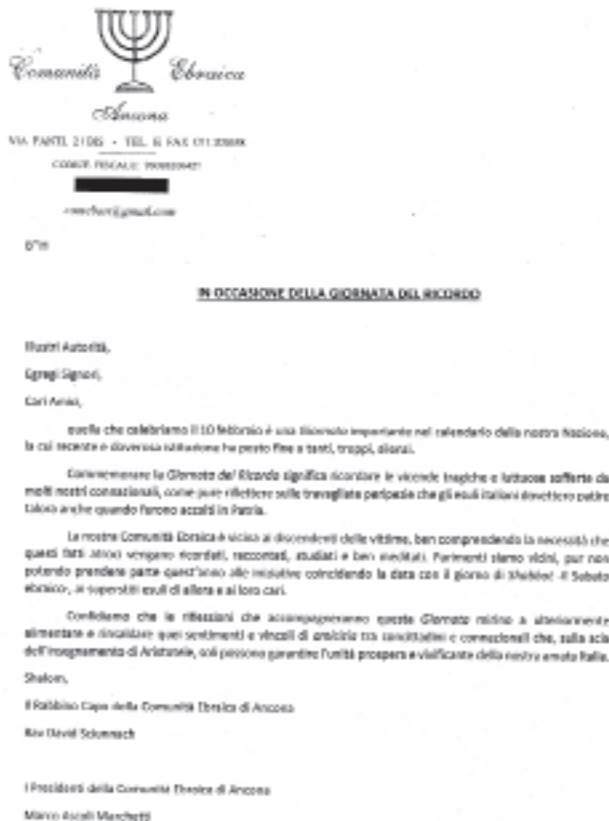 Comunità Ebraica
Ancona
VIA FANTI, 2 BIS - TEL. E FAX
CODICE FISCALE:
IN OCCASIONE DELLA GIORNATA DEL RICORDO
Illustri Autorità,
Egregi Signori,
Cari Amici,
quella che celebriamo il 10 febbraio è una Giornata importante nel calendario della nostra Nazione,
la cui recente e doverosa istituzione ha posto fine a tanti, troppi, silenzi.
Commemorare la Giornata del Ricordo significa ricordare le vicende tragiche e luttuose sofferte da
molti nostri connazionali, come pure riflettere sulle travagliate peripezie che gli esuli italiani dovettero patire
talora anche quando furono accolti in Patria.
La nostra Comunità Ebraica è vicina ai discendenti delle vittime, ben comprendendo la necessità che
questi fatti atroci vengano ricordati, raccontati, studiati e ben meditati. Parimenti siamo vicini, pur non
potendo prendere parte quest'anno alle iniziative coincidendo la data con il giorno di Shabbat -il Sabato
ebraico-, ai superstiti esuli di allora e ai loro cari.
Confidiamo che le riflessioni che accompagneranno questa Giornata mirino a ulteriormente
alimentare e rinsaldare quei sentimenti e vincoli di amicizia tra concittadini e connazionali che, sulla scia
dell'insegnamento di Aristotele, soli possono garantire l'unità prospera e vivificante della nostra amata Italia.
Shalom,
Il Rabbino Capo della Comunità Ebraica di Ancona
Rav David Sciunnach
I Presidenti della Comunità Ebraica di Ancona
Marco Ascoli Marchetti